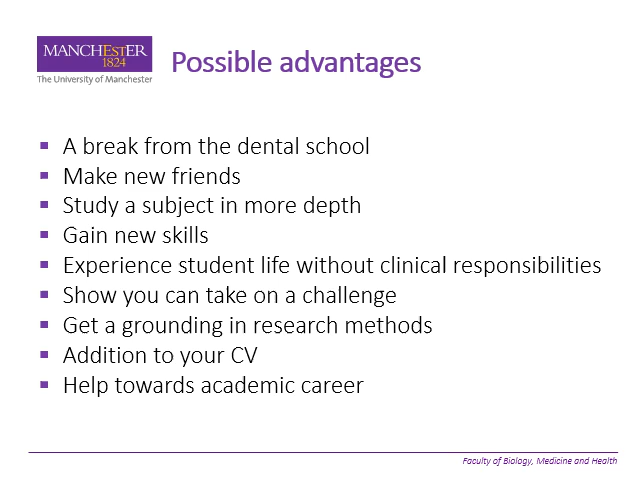 MANCHESTER
1824
The University of Manchester
Possible advantages
A break from the dental school
Make new friends
Study a subject in more depth
Gain new skills
Experience student life without clinical responsibilities
Show you can take on a challenge
Get a grounding in research methods
Addition to your CV
Help towards academic career
Faculty of Biology, Medicine and Health